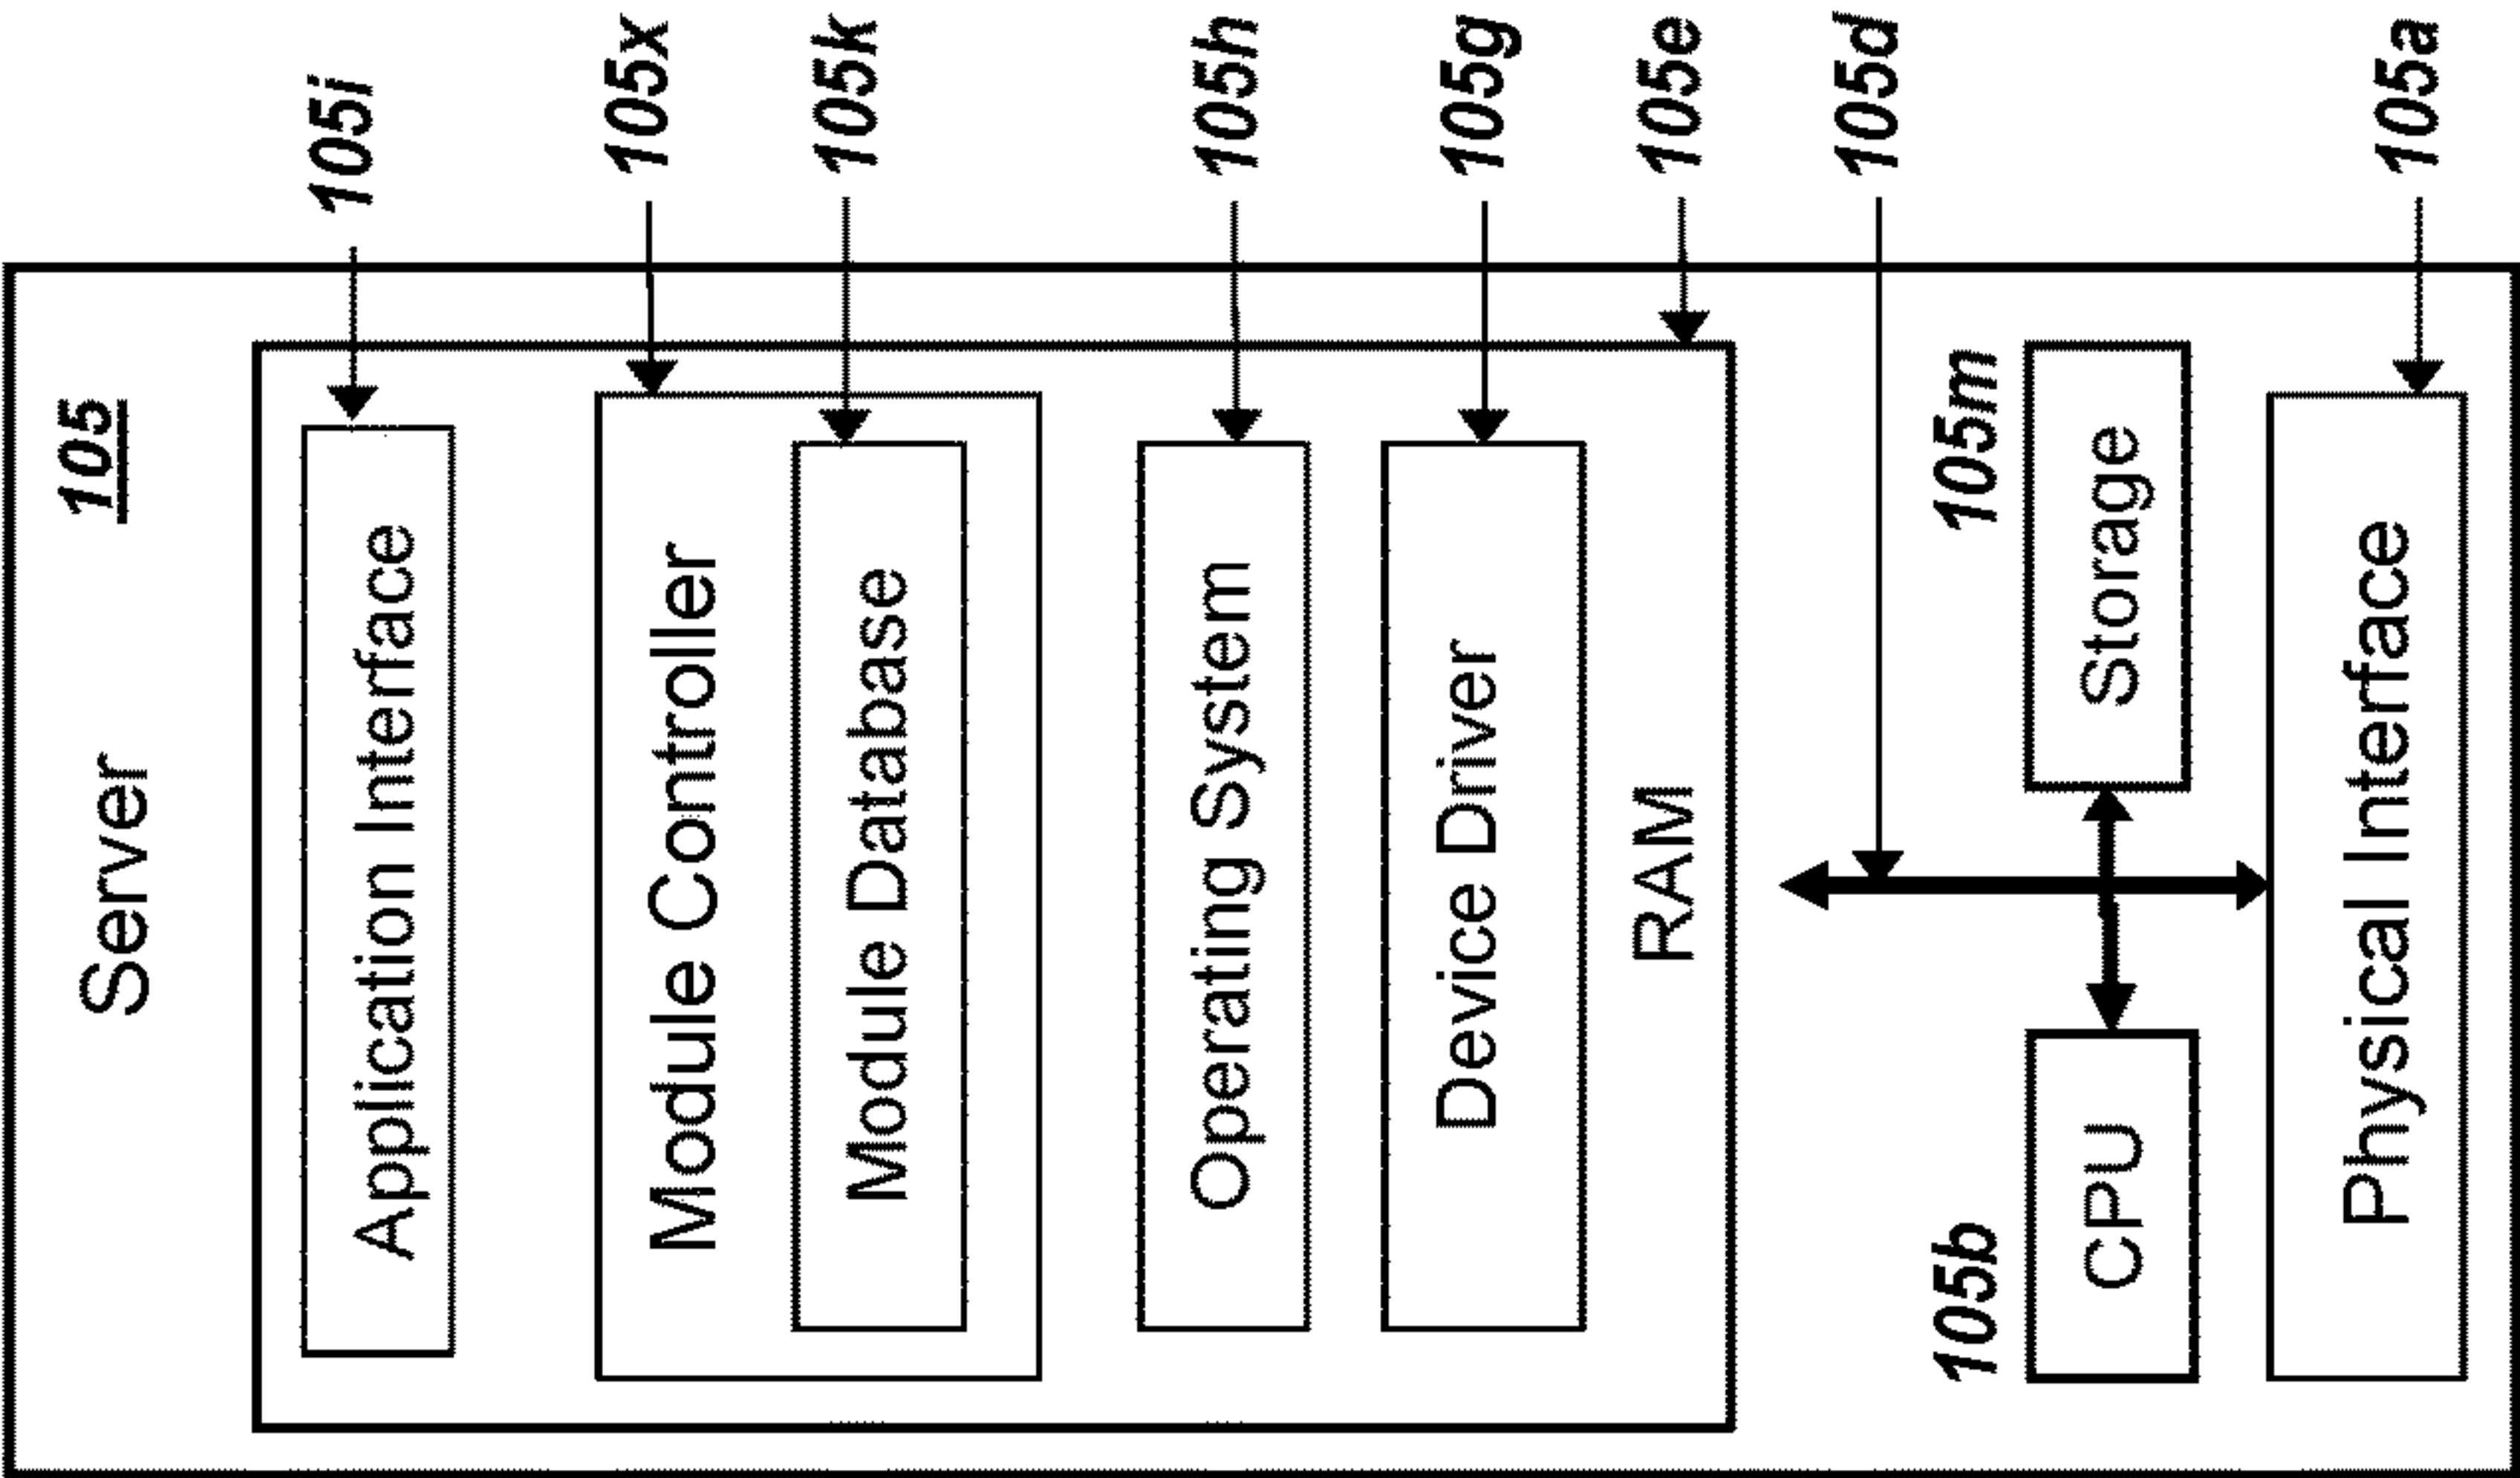 Server 105
Application Interface 105i
Module Controller 105x
Module Database 105k
Operating System 105h
Device Driver 105g
RAM 105e
105d
105b 105m
CPU Storage
Physical Interface 105a